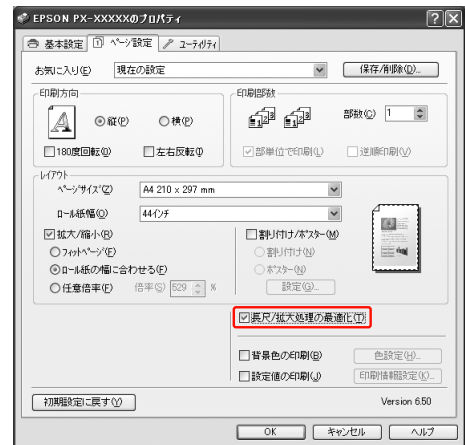 EPSON PX-XXXXXのプロパティ
基本設定 ページ設定 ユーティリティ
お気に入り(E) 現在の設定 保存/削除(D)...
印刷方向
縦(P) 横(P)
180度回転(O) 左右反転(I)
印刷部数
部数(C) 1
部単位で印刷(L) 逆順印刷(V)
レイアウト
ページサイズ(Z) A4 210 x 297 mm
ロール紙幅(O) 44インチ
拡大/縮小(R)
フィットページ(F)
ロール紙の幅に合わせる(F)
任意倍率(F) 倍率(S) 529 %
割り付け/ポスター(M)
割り付け(N)
ポスター(N)
設定(G)...
長尺/拡大処理の最適化(T)
背景色の印刷(B) 色設定(H)...
設定値の印刷(J) 印刷情報設定(K)...
初期設定に戻す(Y) Version 6.50
OK キャンセル ヘルプ